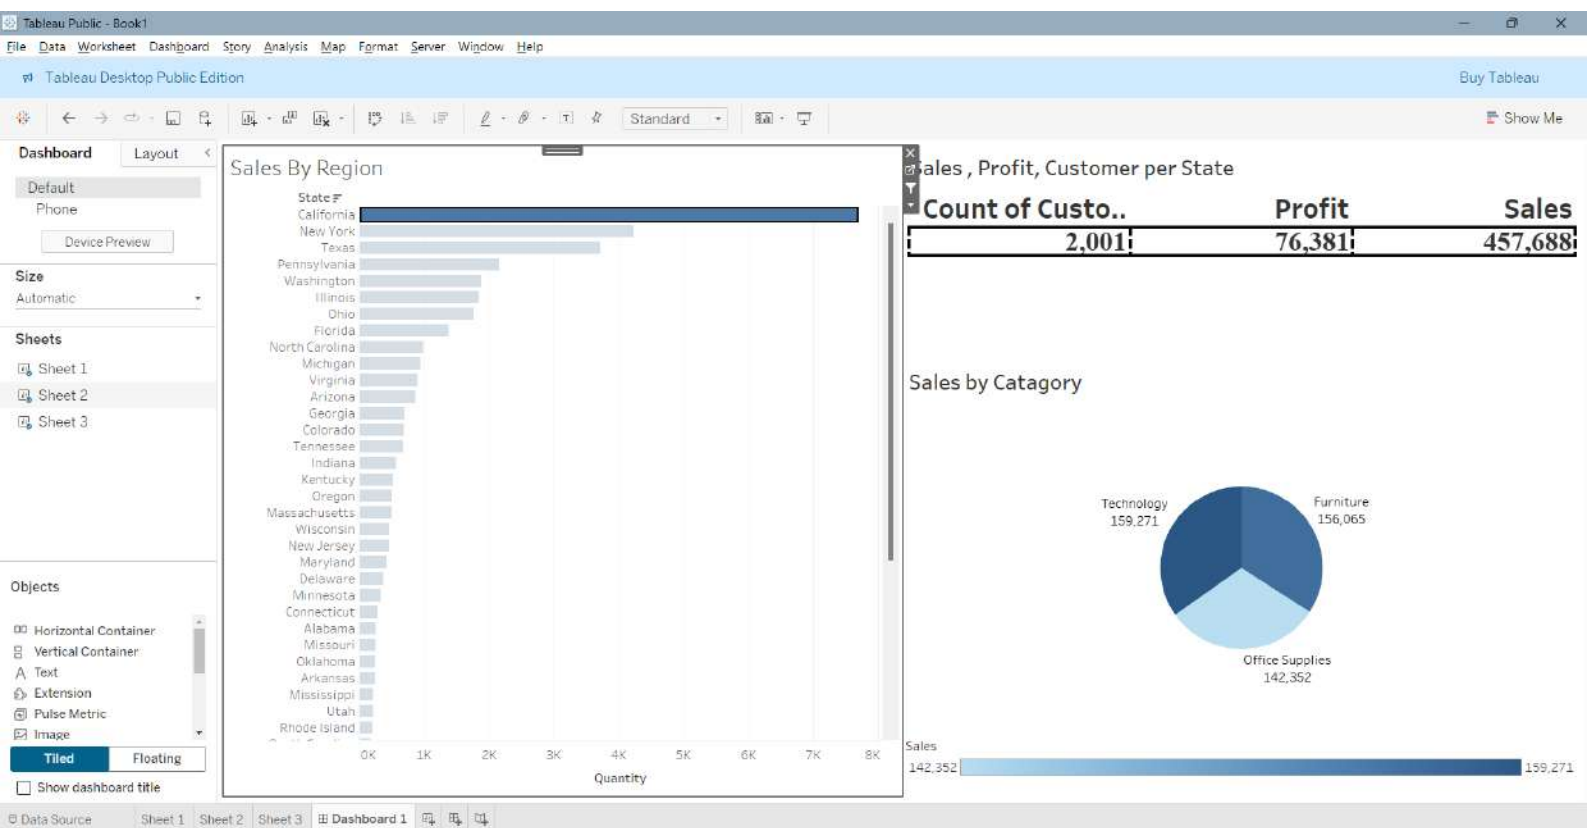 Tableau Public - Book1
File Data Worksheet Dashboard Story Analysis Map Format Server Window Help
Tableau Desktop Public Edition
Buy Tableau
Standard
Show Me
Dashboard
Layout
Default
Phone
Device Preview
Size
Automatic
Sheets
Sheet 1
Sheet 2
Sheet 3
Objects
Horizontal Container
Vertical Container
A Text
Extension
Pulse Metric
Image
Tiled
Floating
Show dashboard title
Sales By Region
State
California
New York
Texas
Pennsylvania
Washington
Illinois
Ohio
Florida
North Carolina
Michigan
Virginia
Arizona
Georgia
Colorado
Tennessee
Indiana
Kentucky
Oregon
Massachusetts
Wisconsin
New Jersey
Maryland
Delaware
Minnesota
Connecticut
Alabama
Missouri
Oklahoma
Arkansas
Mississippi
Utah
Rhode Island
0K 1K 2K 3K 4K 5K 6K 7K 8K
Quantity
Sales , Profit, Customer per State
Count of Custo.. Profit Sales
2,001 76,381 457,688
Sales by Catagory
Technology
159,271
Furniture
156,065
Office Supplies
142,352
Sales
142,352
159,271
Data Source
Sheet 1
Sheet 2
Sheet 3
Dashboard 1